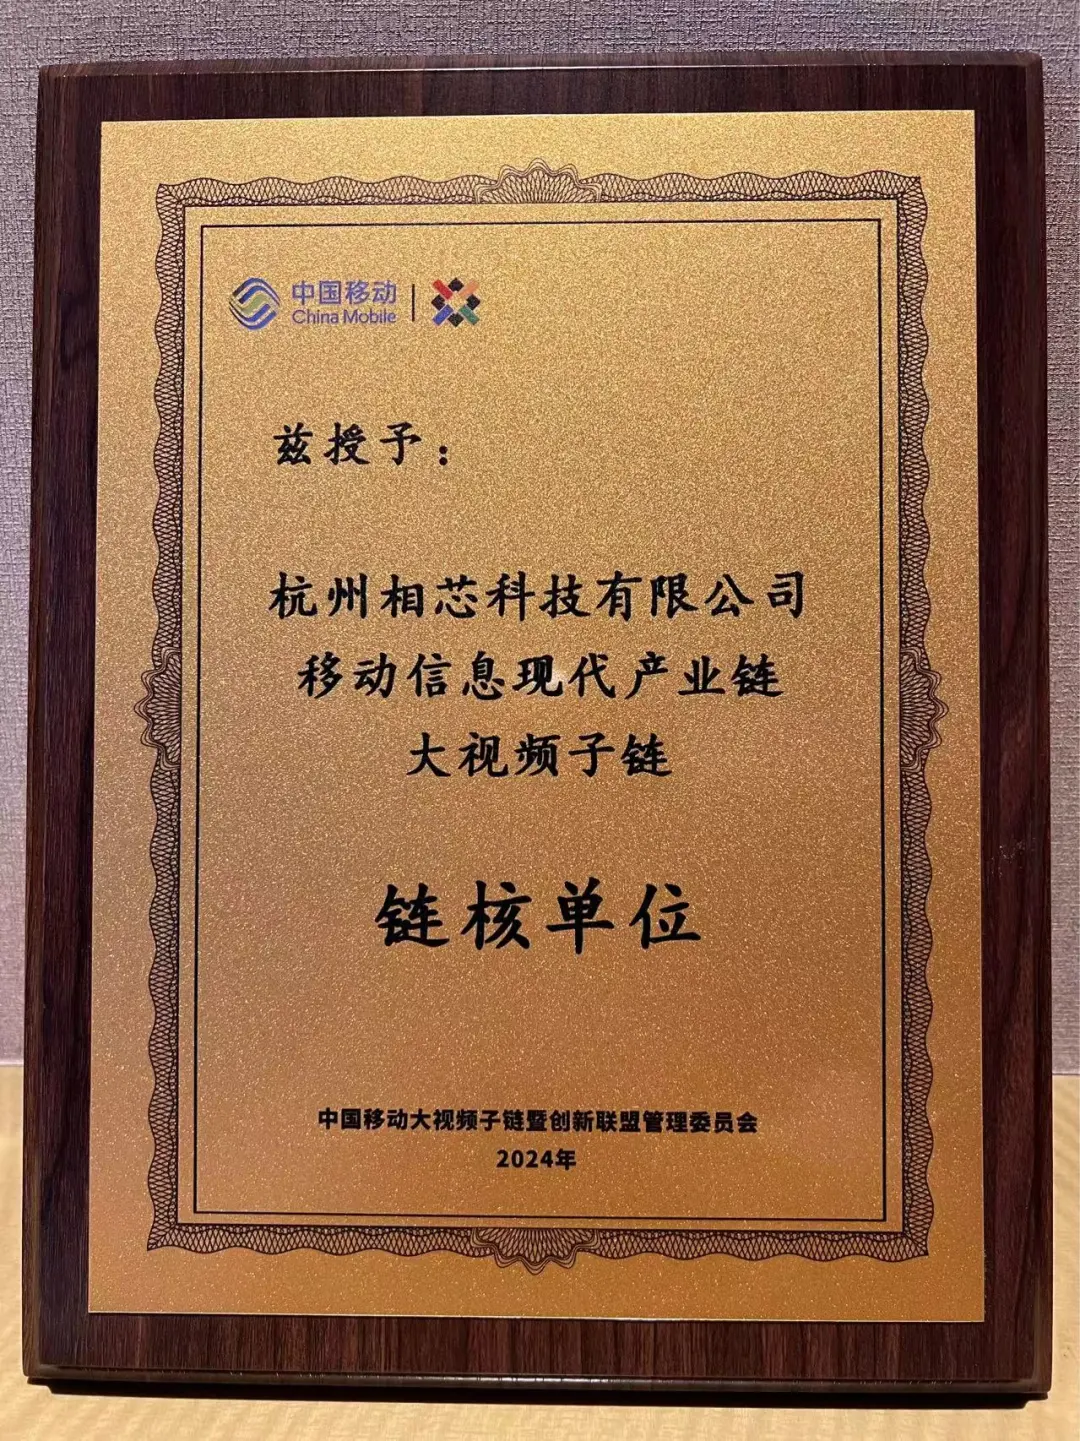 中国移动
China Mobile
兹授予：
杭州相芯科技有限公司
移动信息现代产业链
大视频子链
链核单位
中国移动大视频子链暨创新联盟管理委员会
2024年